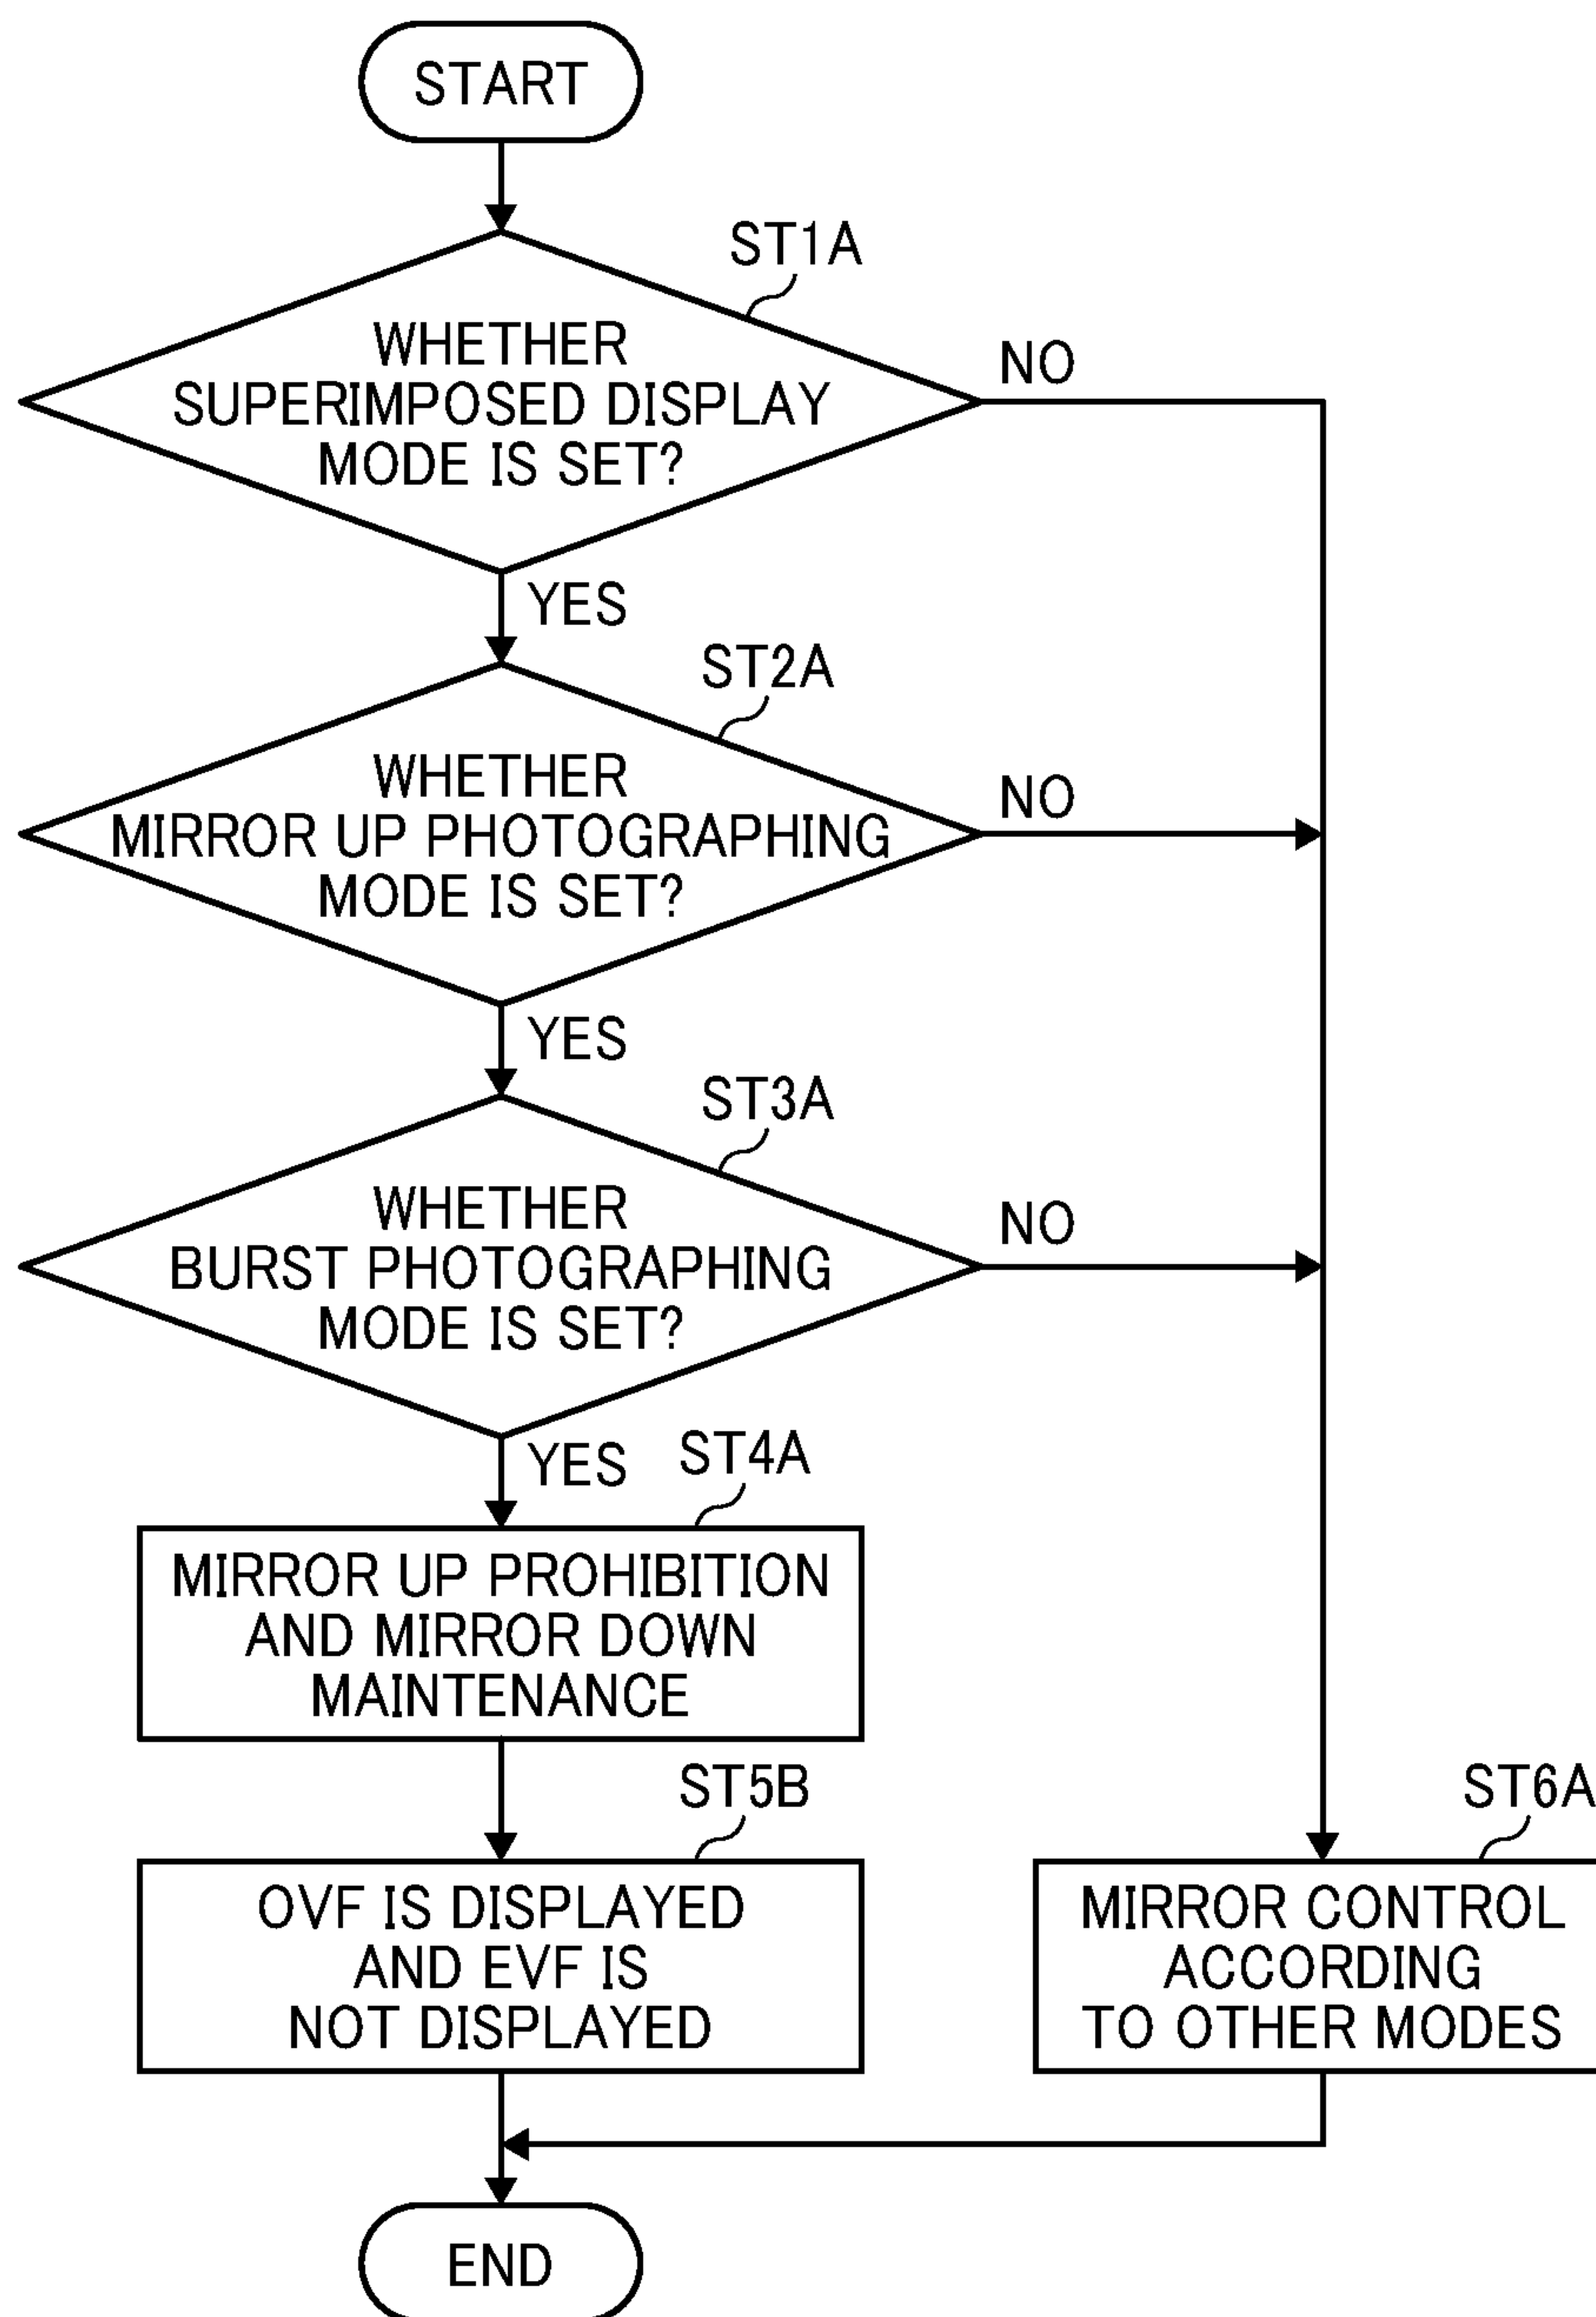 START
ST1A
WHETHER
SUPERIMPOSED DISPLAY
MODE IS SET?
NO
YES
ST2A
WHETHER
MIRROR UP PHOTOGRAPHING
MODE IS SET?
NO
YES
ST3A
WHETHER
BURST PHOTOGRAPHING
MODE IS SET?
NO
YES
ST4A
MIRROR UP PROHIBITION
AND MIRROR DOWN
MAINTENANCE
ST5B
OVF IS DISPLAYED
AND EVF IS
NOT DISPLAYED
ST6A
MIRROR CONTROL
ACCORDING
TO OTHER MODES
END